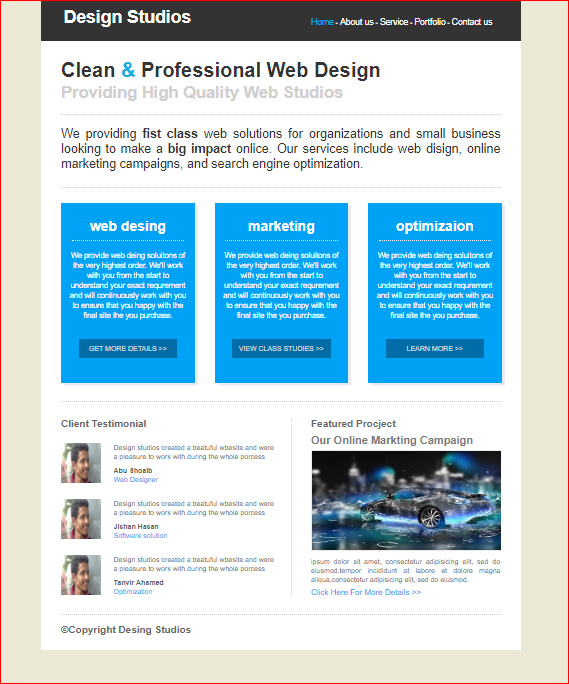 Design Studios
Home - About us - Service - Portfolio - Contact us
Clean & Professional Web Design
Providing High Quality Web Studios
We providing fist class web solutions for organizations and small business
looking to make a big impact onlice. Our services include web disign, online
marketing campaigns, and search engine optimization.
web desing
We provide web deing soluitons of
the very highest order. We'll work
with you from the start to
understand your exact requrement
and will continuously work with you
to ensure that you happy with the
final site the you purchase.
GET MORE DETAILS >>
marketing
We provide web deing soluitons of
the very highest order. We'll work
with you from the start to
understand your exact requrement
and will continuously work with you
to ensure that you happy with the
final site the you purchase.
VIEW CLASS STUDIES >>
optimizaion
We provide web deing soluitons of
the very highest order. We'll work
with you from the start to
understand your exact requrement
and will continuously work with you
to ensure that you happy with the
final site the you purchase.
LEARN MORE >>
Client Testimonial
Design studios created a beatuful wbesite and were
a pleasure to work with during the whole porcess
Abu Shoaib
Web Designer
Design studios created a beatuful wbesite and were
a pleasure to work with during the whole porcess
Jishan Hasan
Software solution
Design studios created a beatuful wbesite and were
a pleasure to work with during the whole porcess
Tanvir Ahamed
Optimization
Featured Procject
Our Online Markting Campaign
ipsum dolor sit amet, consectetur adipisicing elit, sed do
eiusmod.tempor incididunt at labore et dolore magna
aliqua.consectetur adipisicing elit, sed do eiusmod.
Click Here For More Details >>
©Copyright Desing Studios